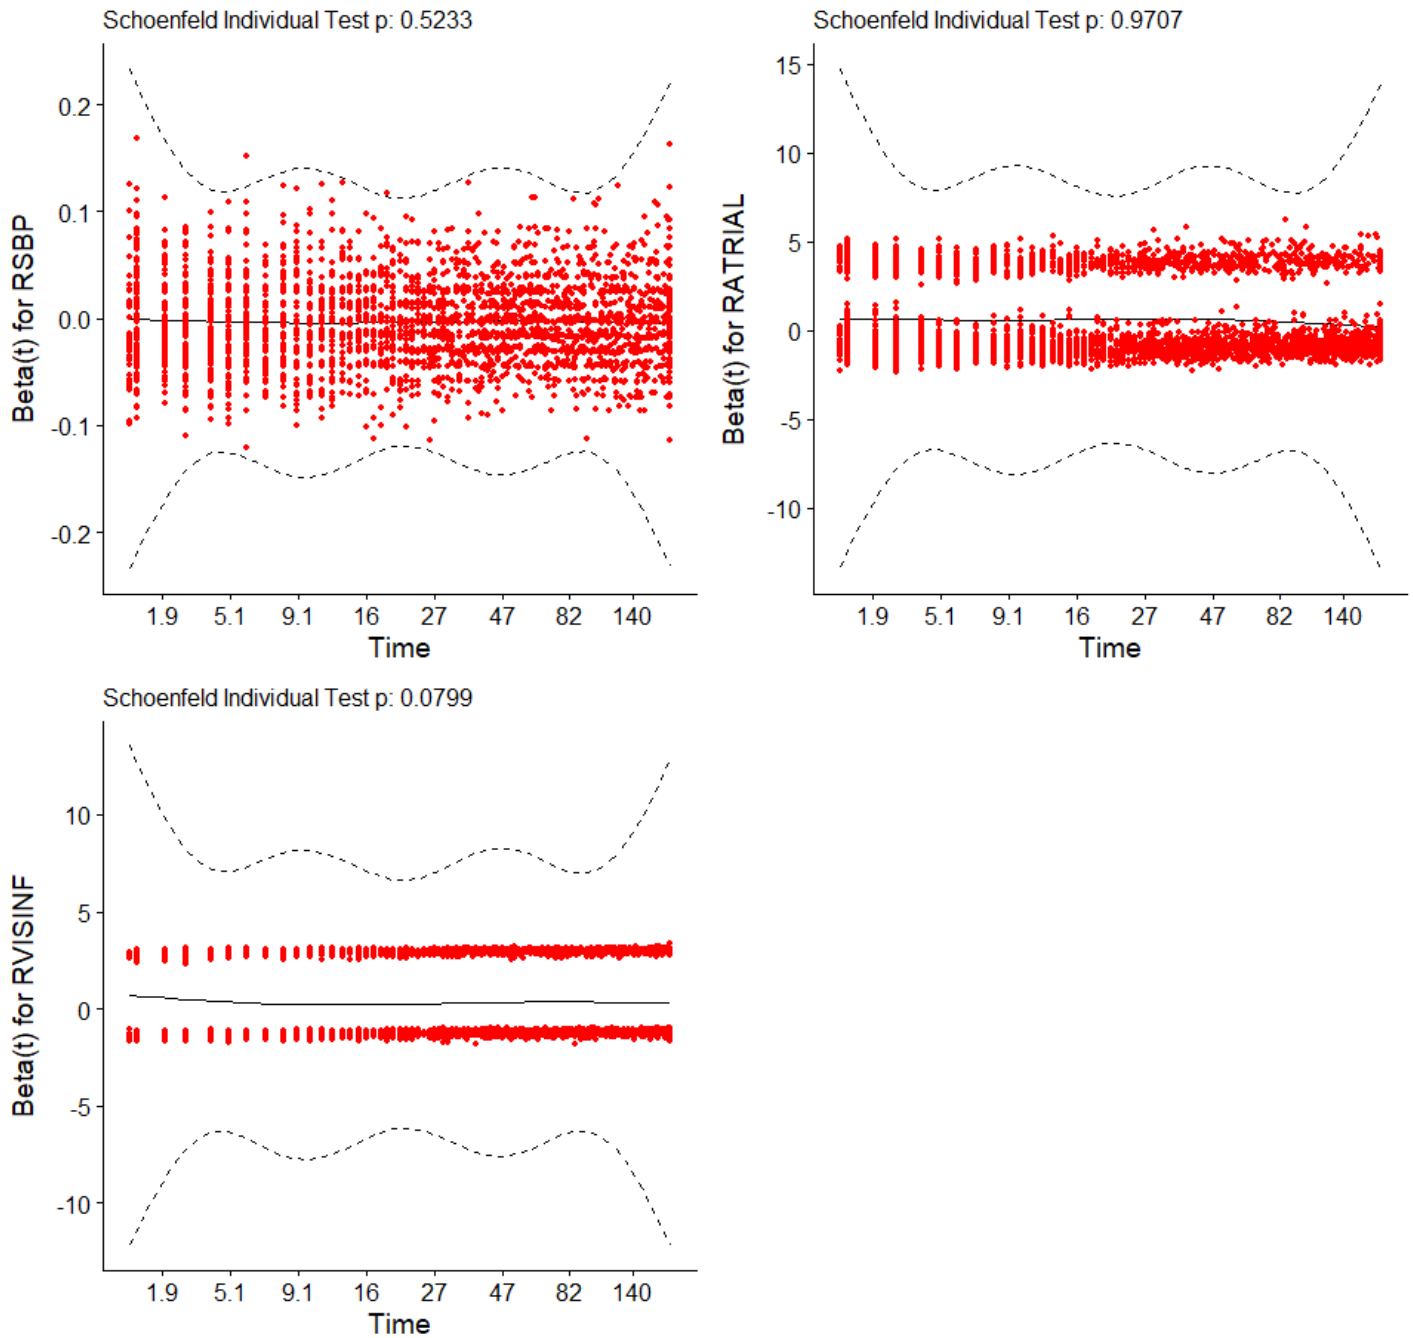 Schoenfeld Individual Test p: 0.5233
0.2
0.1
0.0
-0.1
-0.2
Beta(t) for RSBP
1.9 5.1 9.1 16 27 47 82 140
Time
Schoenfeld Individual Test p: 0.9707
15
10
5
0
-5
-10
Beta(t) for RATRIAL
1.9 5.1 9.1 16 27 47 82 140
Time
Schoenfeld Individual Test p: 0.0799
10
5
0
-5
-10
Beta(t) for RVISINF
1.9 5.1 9.1 16 27 47 82 140
Time